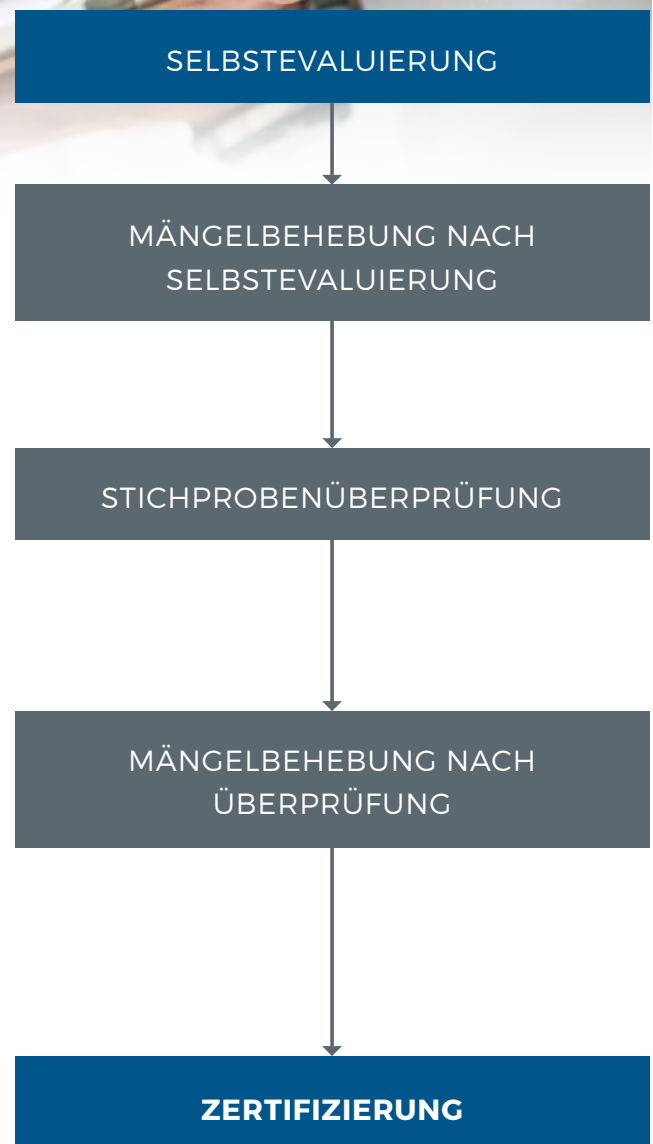 SELBSTEVALUIERUNG
MÄNGELBEHEBUNG NACH
SELBSTEVALUIERUNG
STICHPROBENÜBERPRÜFUNG
MÄNGELBEHEBUNG NACH
ÜBERPRÜFUNG
ZERTIFIZIERUNG